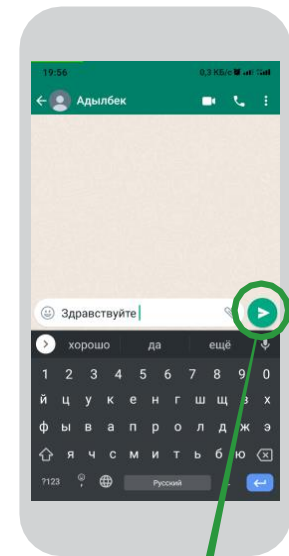 19:56 0,3 КБ/с
Адылбек
Здравствуйте
хорошо да ещё
1 2 3 4 5 6 7 8 9 0
й ц у к е н г ш щ з х
ф ы в а п р о л д ж э
я ч с м и т ь б ю
?123 , Русский .